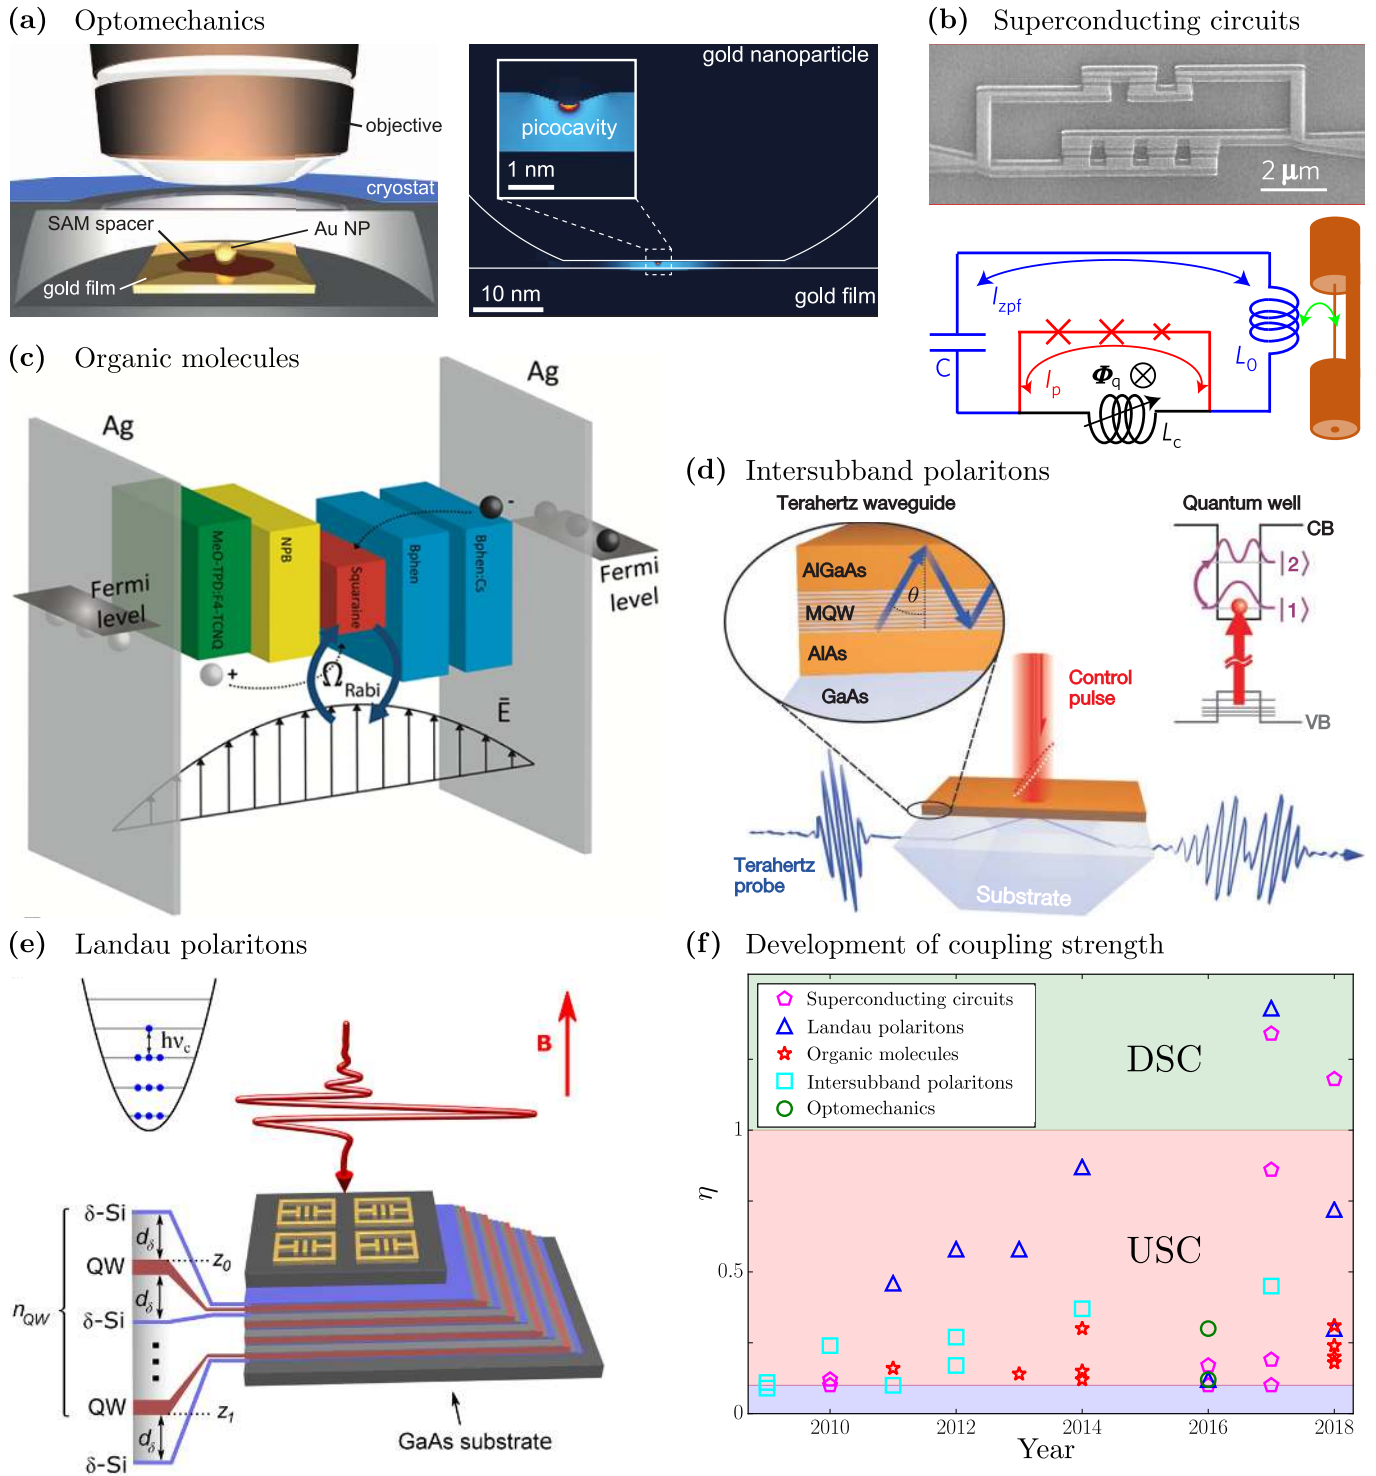 (a) Optomechanics
objective
cryostat
SAM spacer
Au NP
gold film
gold nanoparticle
picocavity
1 nm
10 nm
gold film
(b) Superconducting circuits
2 μm
I_zpf
C
L_0
I_p
Φ_q
L_c
(c) Organic molecules
Ag
Ag
MeO-TPD:F4-TCNQ
NPB
Squaraine
Bphen
Bphen:Cs
-
Fermi
level
Fermi
level
+
Ω_Rabi
Ē
(d) Intersubband polaritons
Terahertz waveguide
AlGaAs
MQW
AlAs
GaAs
θ
Quantum well
CB
|2⟩
|1⟩
VB
Control
pulse
Terahertz
probe
Substrate
(e) Landau polaritons
hν_c
B
δ-Si
d_δ
QW
z_0
d_δ
n_QW
δ-Si
QW
z_1
d_δ
δ-Si
GaAs substrate
(f) Development of coupling strength
Superconducting circuits
Landau polaritons
Organic molecules
Intersubband polaritons
Optomechanics
DSC
USC
1
η
0.5
0
2010 2012 2014 2016 2018
Year